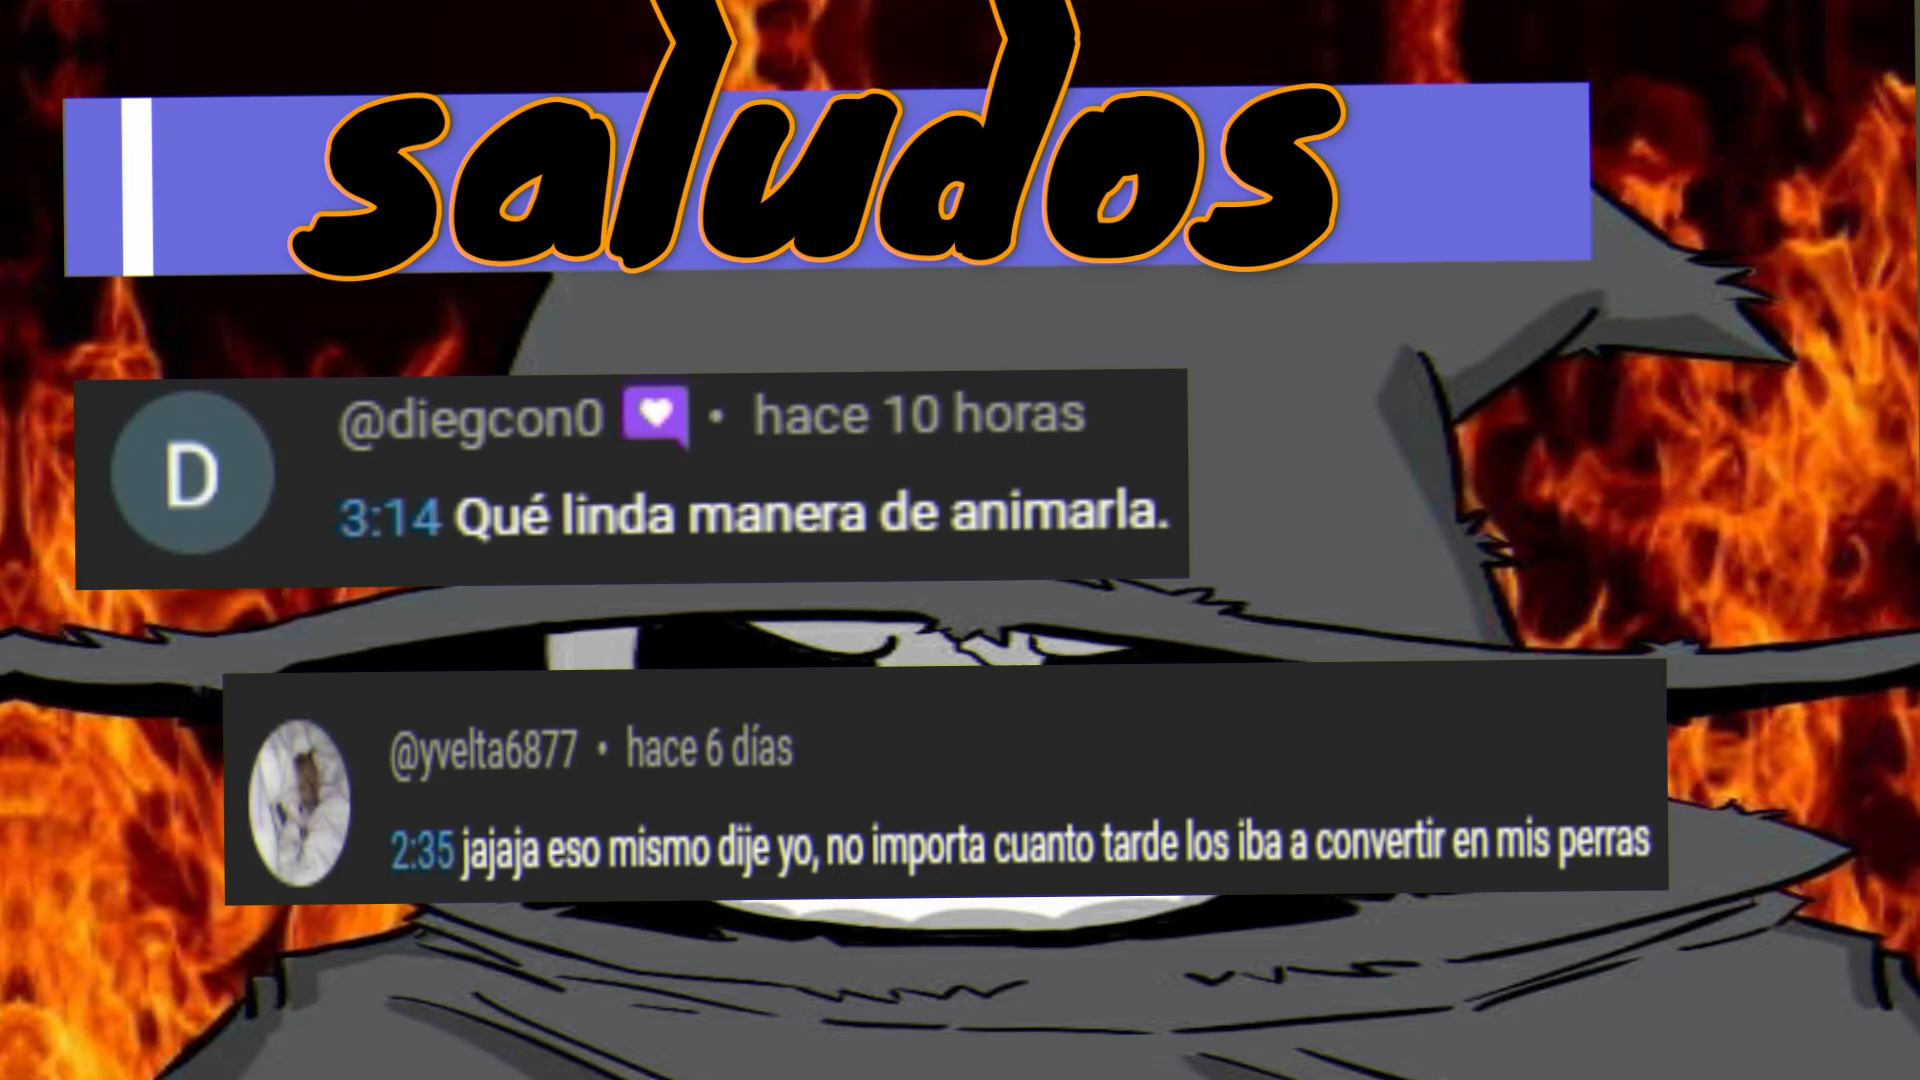 saludos
D
@diegcon0 • hace 10 horas
3:14 Qué linda manera de animarla.
@yvelta6877 • hace 6 días
2:35 jajaja eso mismo dije yo, no importa cuanto tarde los iba a convertir en mis perras